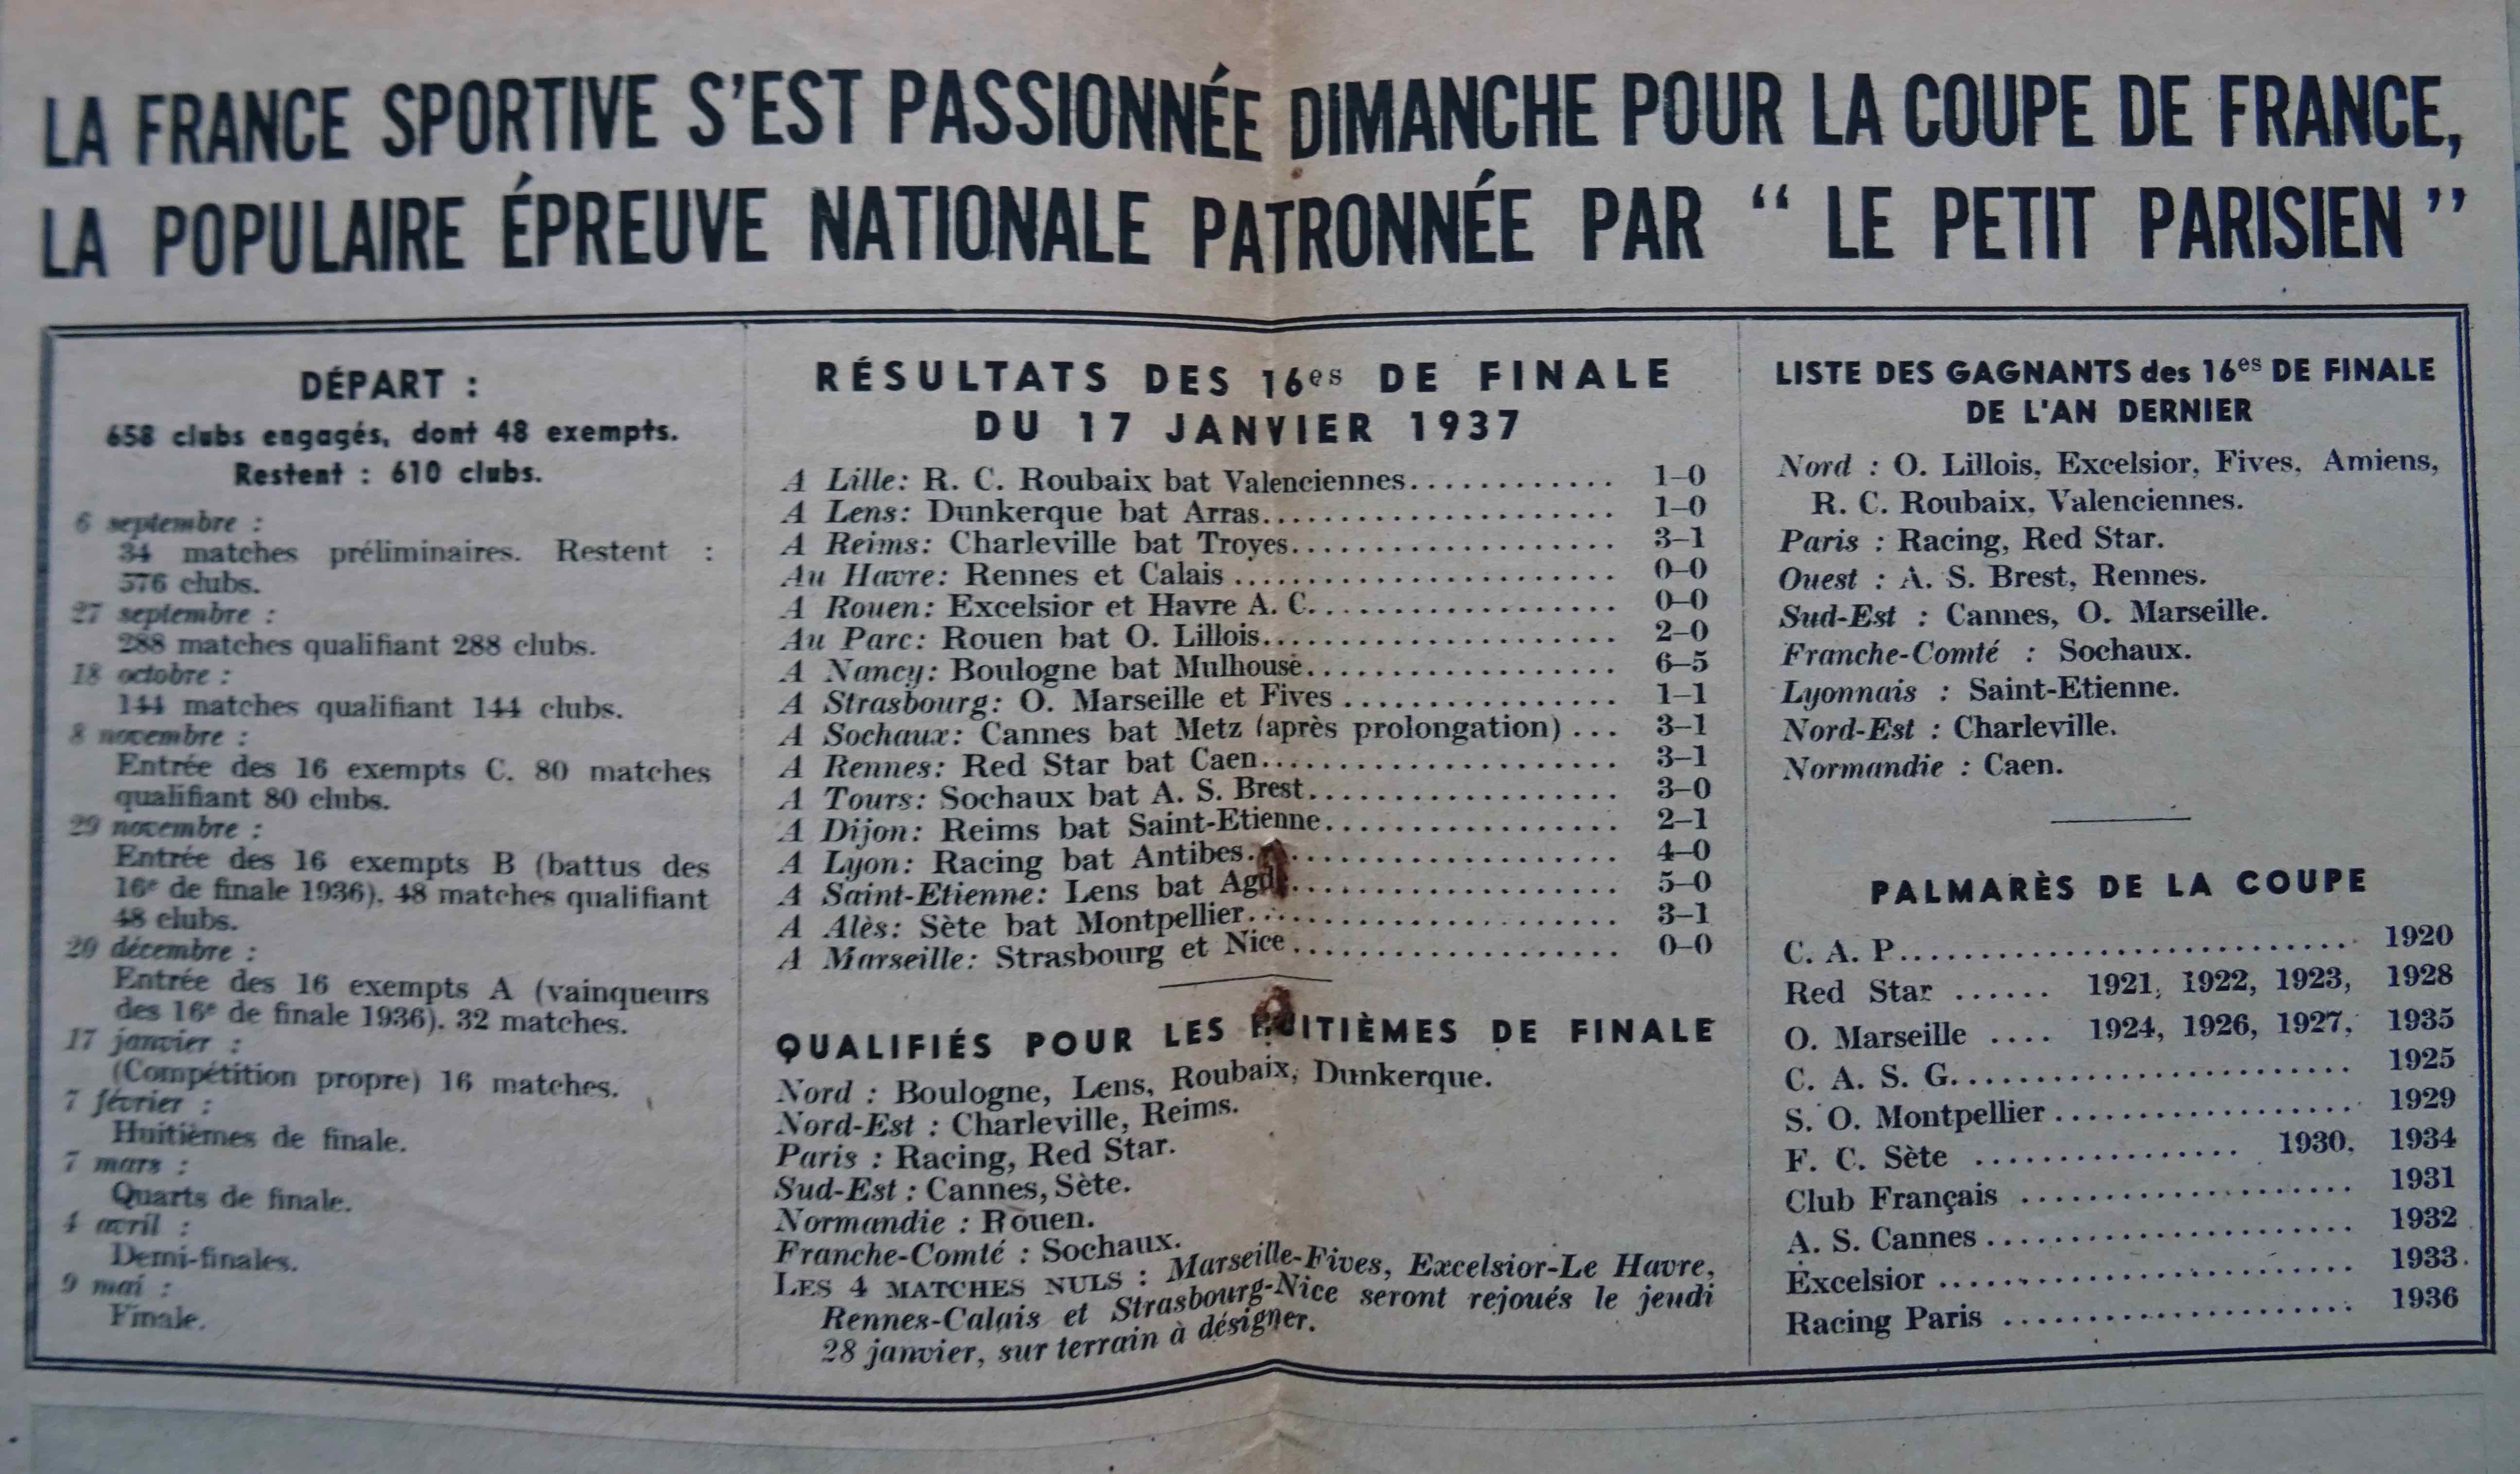 LA FRANCE SPORTIVE S'EST PASSIONNÉE DIMANCHE POUR LA COUPE DE FRANCE,
LA POPULAIRE ÉPREUVE NATIONALE PATRONNÉE PAR “ LE PETIT PARISIEN ”
DÉPART :
658 clubs engagés, dont 48 exempts.
Restent : 610 clubs.
6 septembre :
34 matches préliminaires. Restent :
576 clubs.
27 septembre :
288 matches qualifiant 288 clubs.
18 octobre :
144 matches qualifiant 144 clubs.
8 novembre :
Entrée des 16 exempts C. 80 matches
qualifiant 80 clubs.
29 novembre :
Entrée des 16 exempts B (battus des
16e de finale 1936). 48 matches qualifiant
48 clubs.
20 décembre :
Entrée des 16 exempts A (vainqueurs
des 16e de finale 1936). 32 matches.
17 janvier :
(Compétition propre) 16 matches.
7 février :
Huitièmes de finale.
7 mars :
Quarts de finale.
4 avril :
Demi-finales.
9 mai :
Finale.
RÉSULTATS DES 16es DE FINALE
DU 17 JANVIER 1937
A Lille: R. C. Roubaix bat Valenciennes............. 1-0
A Lens: Dunkerque bat Arras...................... 1-0
A Reims: Charleville bat Troyes.................... 3-1
Au Havre: Rennes et Calais ........................ 0-0
A Rouen: Excelsior et Havre A. C................... 0-0
Au Parc: Rouen bat O. Lillois...................... 2-0
A Nancy: Boulogne bat Mulhouse................... 6-5
A Strasbourg: O. Marseille et Fives ................. 1-1
A Sochaux: Cannes bat Metz (après prolongation) ... 3-1
A Rennes: Red Star bat Caen...................... 3-1
A Tours: Sochaux bat A. S. Brest................... 3-0
A Dijon: Reims bat Saint-Etienne.................. 2-1
A Lyon: Racing bat Antibes....................... 4-0
A Saint-Etienne: Lens bat ..................... 5-0
A Alès: Sète bat Montpellier....................... 3-1
A Marseille: Strasbourg et Nice .................... 0-0
QUALIFIÉS POUR LES HUITIÈMES DE FINALE
Nord : Boulogne, Lens, Roubaix, Dunkerque.
Nord-Est : Charleville, Reims.
Paris : Racing, Red Star.
Sud-Est : Cannes, Sète.
Normandie : Rouen.
Franche-Comté : Sochaux.
LES 4 MATCHES NULS : Marseille-Fives, Excelsior-Le Havre,
Rennes-Calais et Strasbourg-Nice seront rejoués le jeudi
28 janvier, sur terrain à désigner.
LISTE DES GAGNANTS des 16es DE FINALE
DE L'AN DERNIER
Nord : O. Lillois, Excelsior, Fives, Amiens,
R. C. Roubaix, Valenciennes.
Paris : Racing, Red Star.
Ouest : A. S. Brest, Rennes.
Sud-Est : Cannes, O. Marseille.
Franche-Comté : Sochaux.
Lyonnais : Saint-Etienne.
Nord-Est : Charleville.
Normandie : Caen.
PALMARÈS DE LA COUPE
C. A. P.............................. 1920
Red Star ...... 1921, 1922, 1923, 1928
O. Marseille .... 1924, 1926, 1927, 1935
C. A. S. G......................... 1925
S. O. Montpellier ................... 1929
F. C. Sète ................ 1930, 1934
Club Français ..................... 1931
A. S. Cannes ....................... 1932
Excelsior .......................... 1933
Racing Paris ...................... 1936